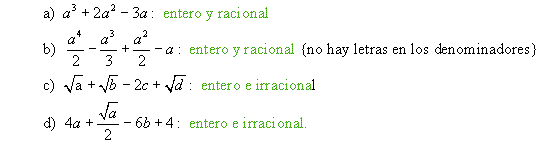 a) a³ + 2a² − 3a : entero y racional
b) a⁴/2 − a³/3 + a²/2 − a : entero y racional {no hay letras en los denominadores}
c) √a + √b − 2c + √d : entero e irracional
d) 4a + √a/2 − 6b + 4 : entero e irracional.